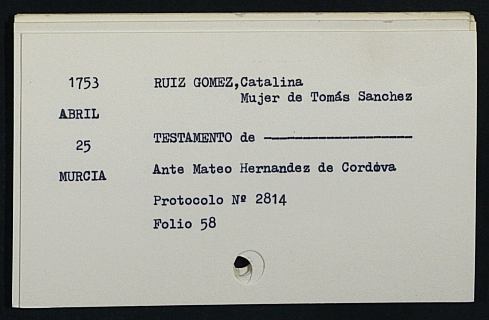 1753 RUIZ GOMEZ, Catalina
Mujer de Tomás Sanchez
ABRIL
25 TESTAMENTO de
MURCIA Ante Mateo Hernandez de Cordova
Protocolo Nº 2814
Folio 58